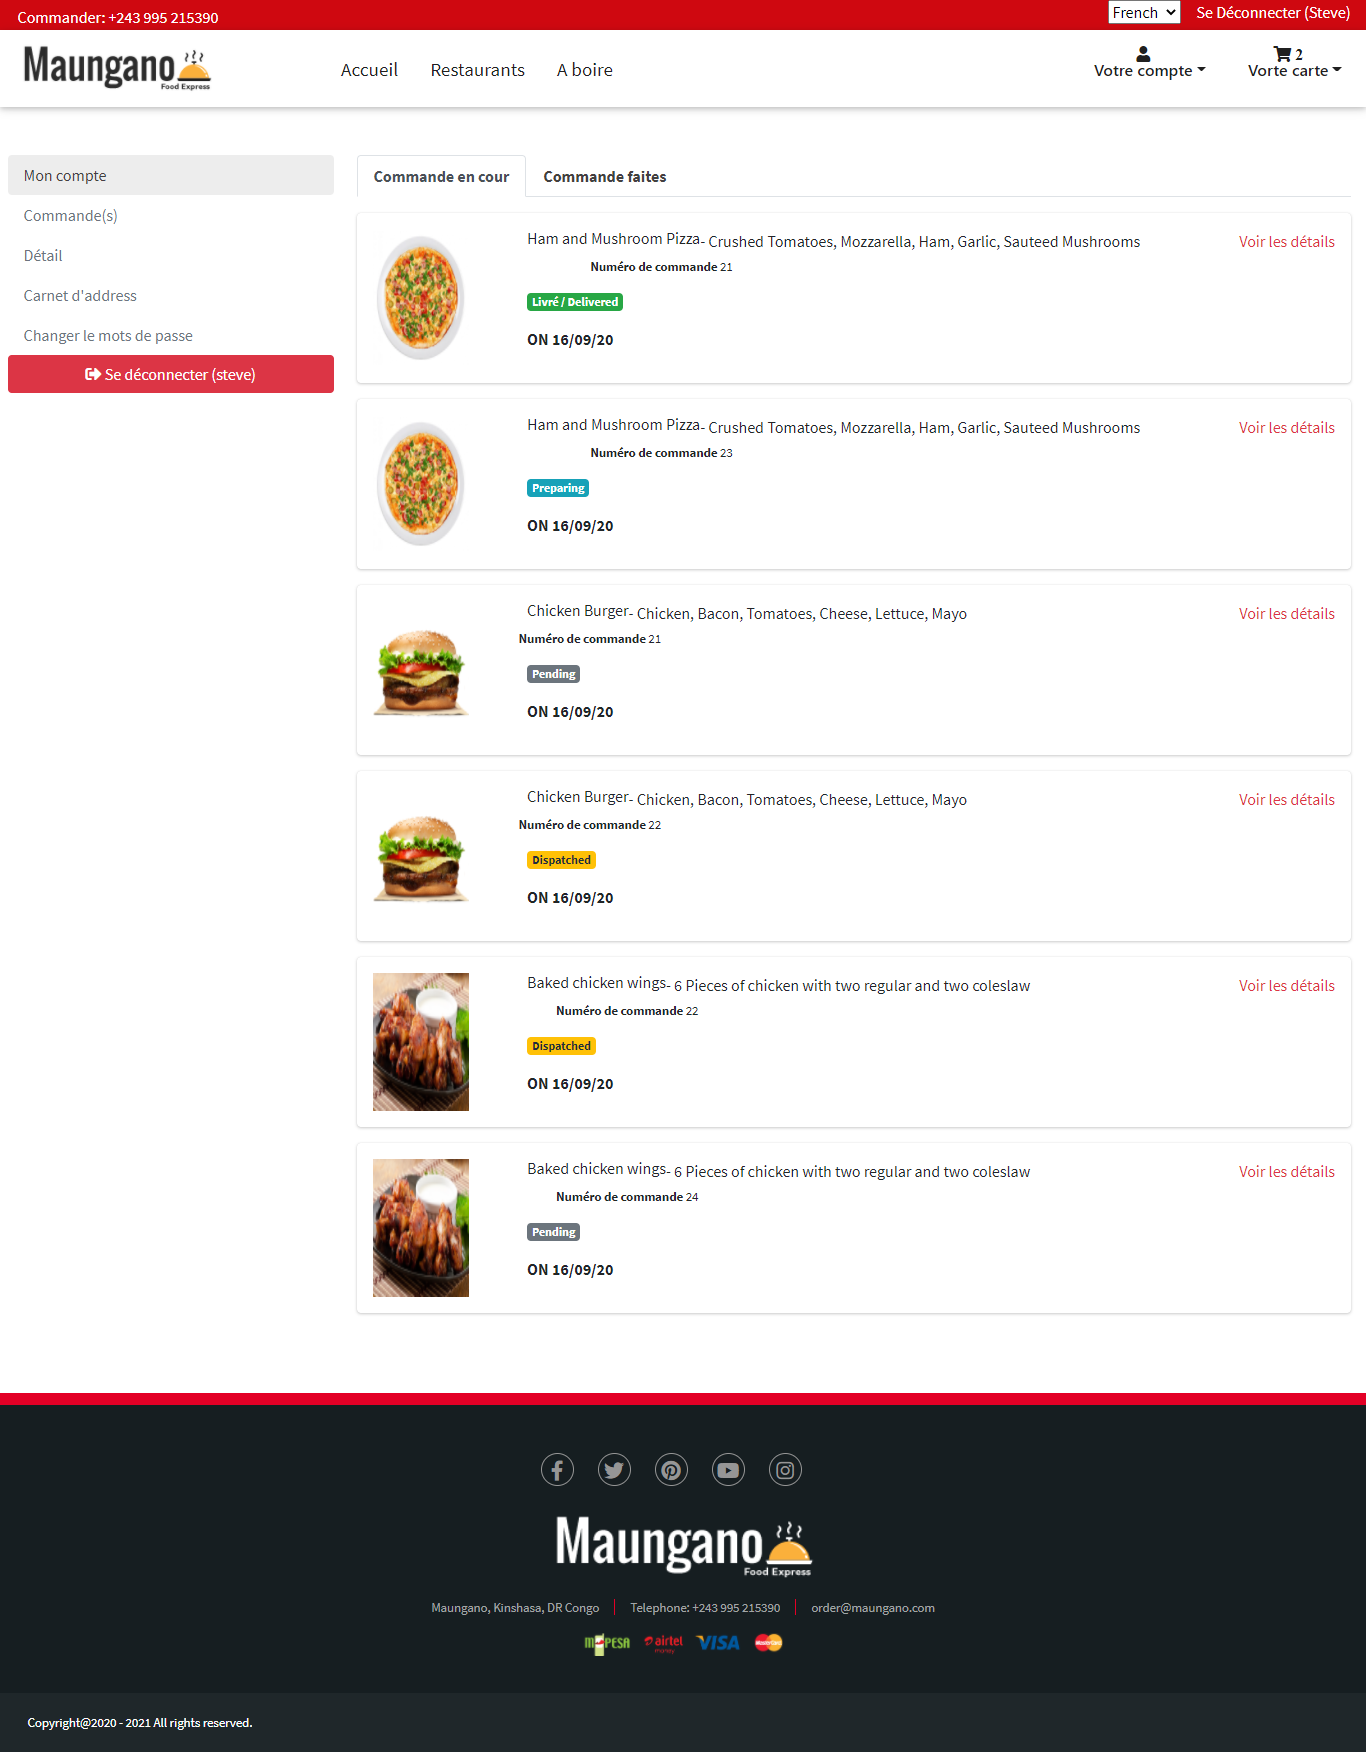 Commander: +243 995 215390
French
Se Déconnecter (Steve)
Maungano
Food Express
Accueil
Restaurants
A boire
Votre compte
2
Vorte carte
Mon compte
Commande(s)
Détail
Carnet d'address
Changer le mots de passe
Se déconnecter (steve)
Commande en cour
Commande faites
Ham and Mushroom Pizza- Crushed Tomatoes, Mozzarella, Ham, Garlic, Sauteed Mushrooms
Voir les détails
Numéro de commande 21
Livré / Delivered
ON 16/09/20
Ham and Mushroom Pizza- Crushed Tomatoes, Mozzarella, Ham, Garlic, Sauteed Mushrooms
Voir les détails
Numéro de commande 23
Preparing
ON 16/09/20
Chicken Burger- Chicken, Bacon, Tomatoes, Cheese, Lettuce, Mayo
Voir les détails
Numéro de commande 21
Pending
ON 16/09/20
Chicken Burger- Chicken, Bacon, Tomatoes, Cheese, Lettuce, Mayo
Voir les détails
Numéro de commande 22
Dispatched
ON 16/09/20
Baked chicken wings- 6 Pieces of chicken with two regular and two coleslaw
Voir les détails
Numéro de commande 22
Dispatched
ON 16/09/20
Baked chicken wings- 6 Pieces of chicken with two regular and two coleslaw
Voir les détails
Numéro de commande 24
Pending
ON 16/09/20
Maungano
Food Express
Maungano, Kinshasa, DR Congo
Telephone: +243 995 215390
order@maungano.com
M-PESA
airtel
money
VISA
MasterCard
Copyright@2020 - 2021 All rights reserved.